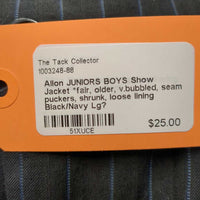 The Tack Collector
1003248-88
Allon JUNIORS BOYS Show
Jacket *fair, older, v.bubbled, seam
puckers, shrunk, loose lining
Black/Navy Lg?
51XUCE
$25.00